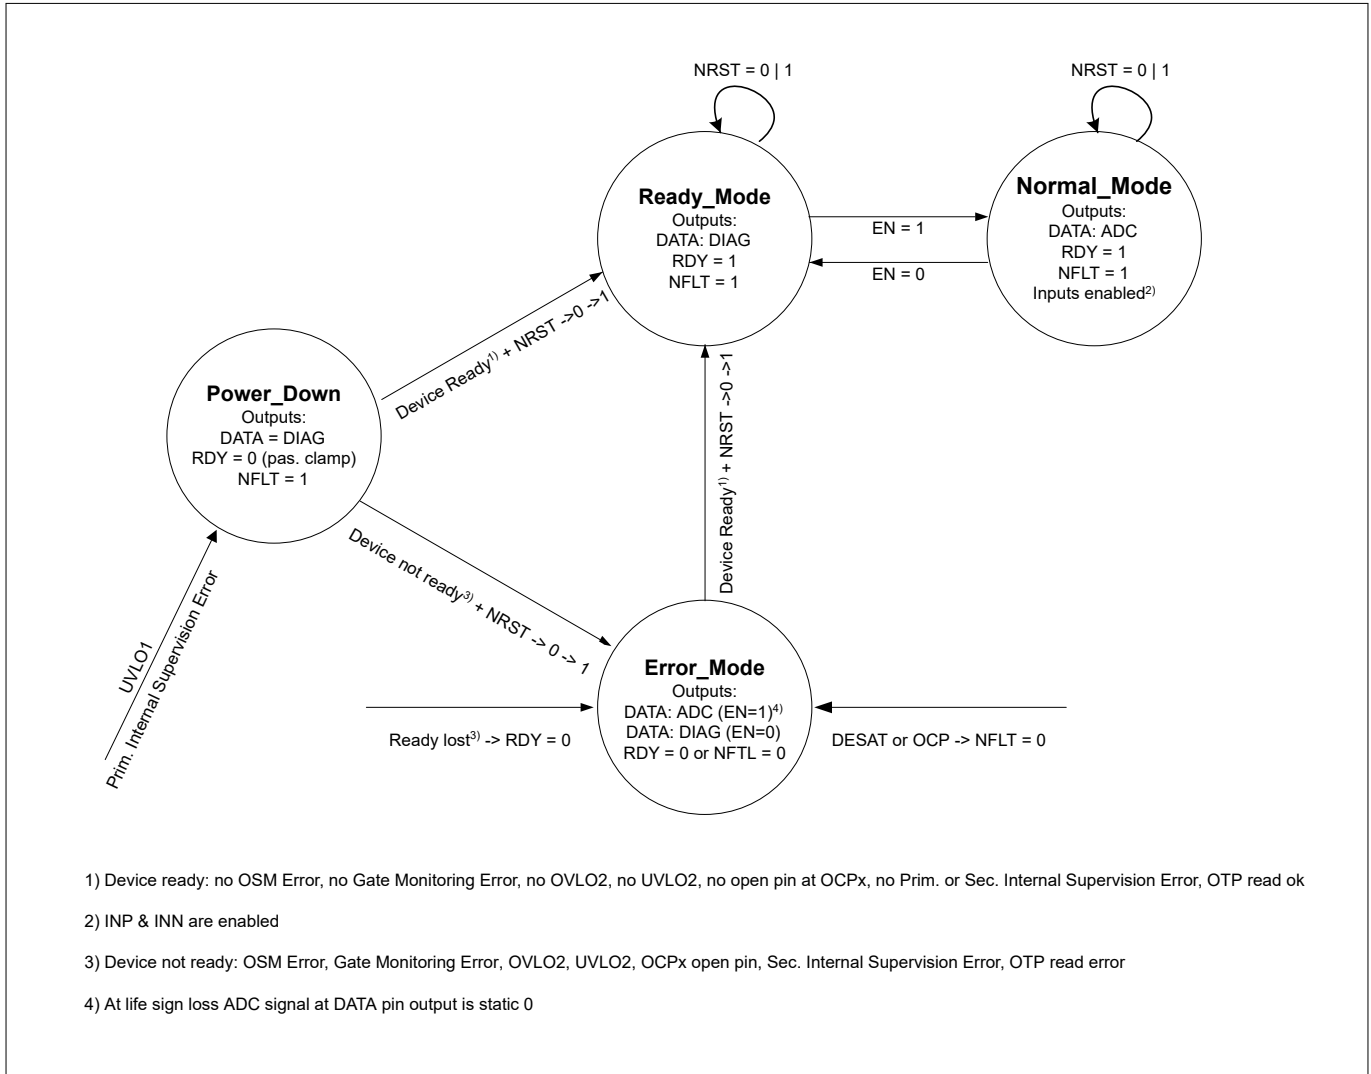 NRST = 0 | 1
NRST = 0 | 1
Ready_Mode
Outputs:
DATA: DIAG
RDY = 1
NFLT = 1
Normal_Mode
Outputs:
DATA: ADC
RDY = 1
NFLT = 1
Inputs enabled2)
EN = 1
EN = 0
Device Ready1) + NRST ->0 ->1
Power_Down
Outputs:
DATA = DIAG
RDY = 0 (pas. clamp)
NFLT = 1
Device Ready1) + NRST ->0 ->1
Device not ready3) + NRST -> 0 -> 1
UVLO1
Prim. Internal Supervision Error
Error_Mode
Outputs:
DATA: ADC (EN=1)4)
DATA: DIAG (EN=0)
RDY = 0 or NFTL = 0
Ready lost3) -> RDY = 0
DESAT or OCP -> NFLT = 0
1) Device ready: no OSM Error, no Gate Monitoring Error, no OVLO2, no UVLO2, no open pin at OCPx, no Prim. or Sec. Internal Supervision Error, OTP read ok
2) INP & INN are enabled
3) Device not ready: OSM Error, Gate Monitoring Error, OVLO2, UVLO2, OCPx open pin, Sec. Internal Supervision Error, OTP read error
4) At life sign loss ADC signal at DATA pin output is static 0